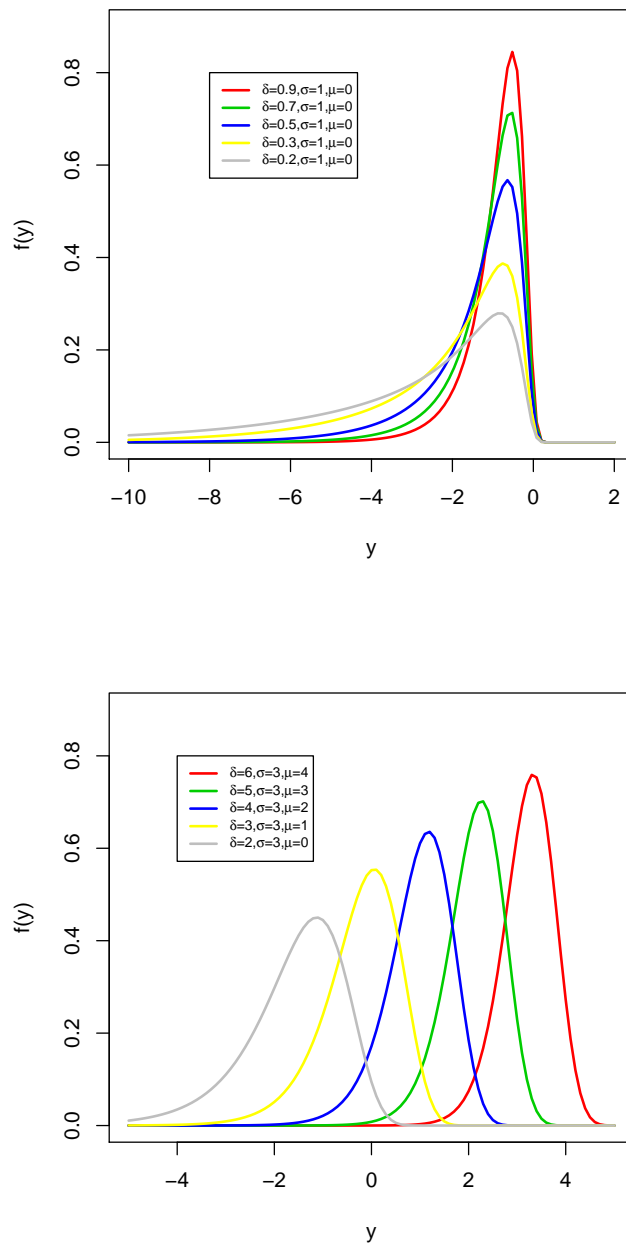 0.8
0.6
0.4
0.2
0.0
f(y)
δ=0.9,σ=1,μ=0
δ=0.7,σ=1,μ=0
δ=0.5,σ=1,μ=0
δ=0.3,σ=1,μ=0
δ=0.2,σ=1,μ=0
−10 −8 −6 −4 −2 0 2
y
0.8
0.6
0.4
0.2
0.0
f(y)
δ=6,σ=3,μ=4
δ=5,σ=3,μ=3
δ=4,σ=3,μ=2
δ=3,σ=3,μ=1
δ=2,σ=3,μ=0
−4 −2 0 2 4
y